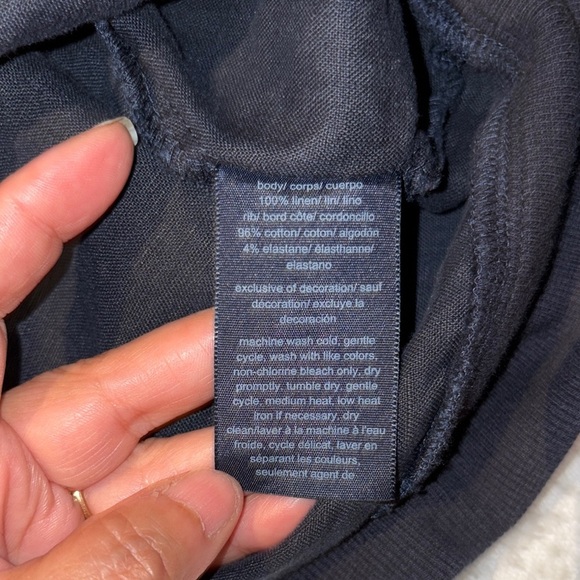 body/ corps/ cuerpo
100% linen/ lin/ lino
rib/ bord côte/ cordoncillo
96% cotton/ coton/ algodón
4% elastane/ élasthanne/
elastano
exclusive of decoration/ sauf
décoration/ excluye la
decoración
machine wash cold, gentle
cycle, wash with like colors,
non-chlorine bleach only, dry
promptly, tumble dry, gentle
cycle, medium heat, low heat
iron if necessary, dry
clean/laver à la machine à l'eau
froide, cycle délicat, laver en
séparant les couleurs,
seulement agent de